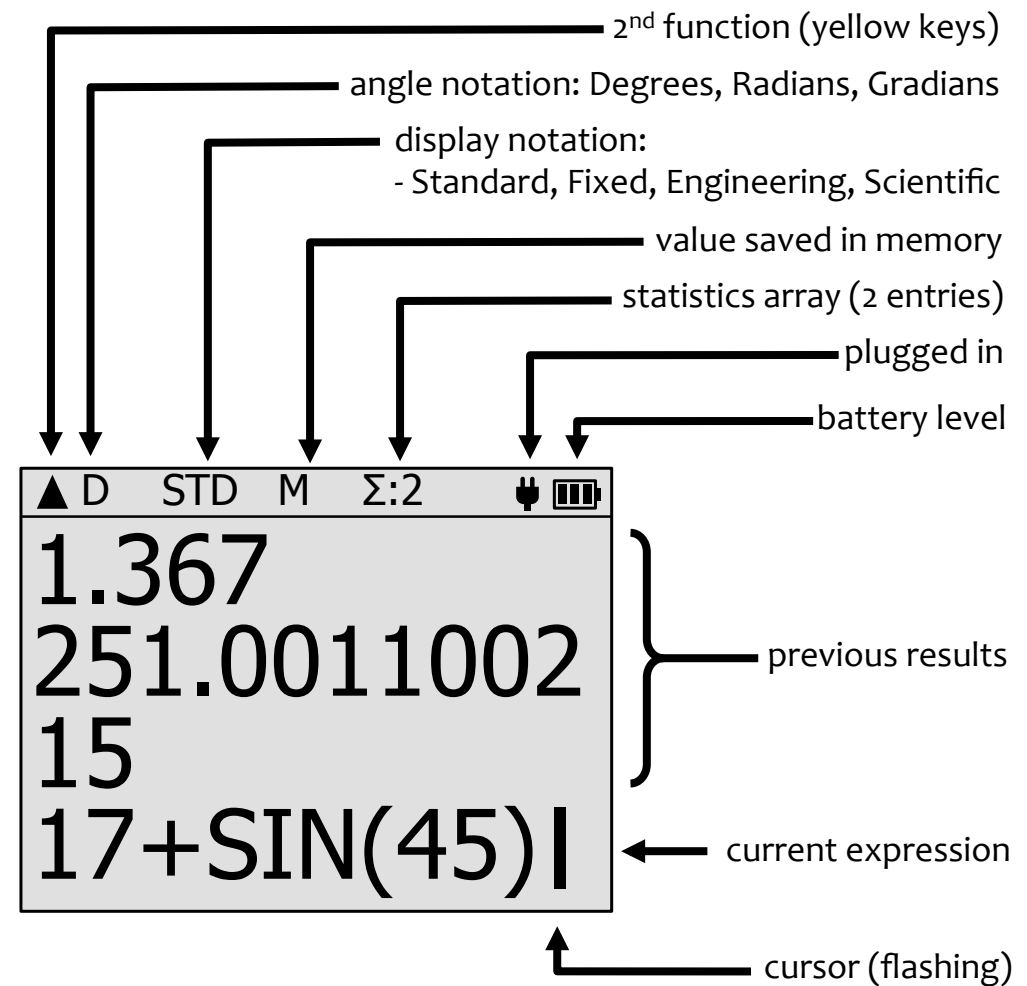 2nd function (yellow keys)
angle notation: Degrees, Radians, Gradians
display notation:
- Standard, Fixed, Engineering, Scientific
value saved in memory
statistics array (2 entries)
plugged in
battery level
▲ D STD M Σ:2
1.367
251.0011002
previous results
15
17+SIN(45)
current expression
cursor (flashing)